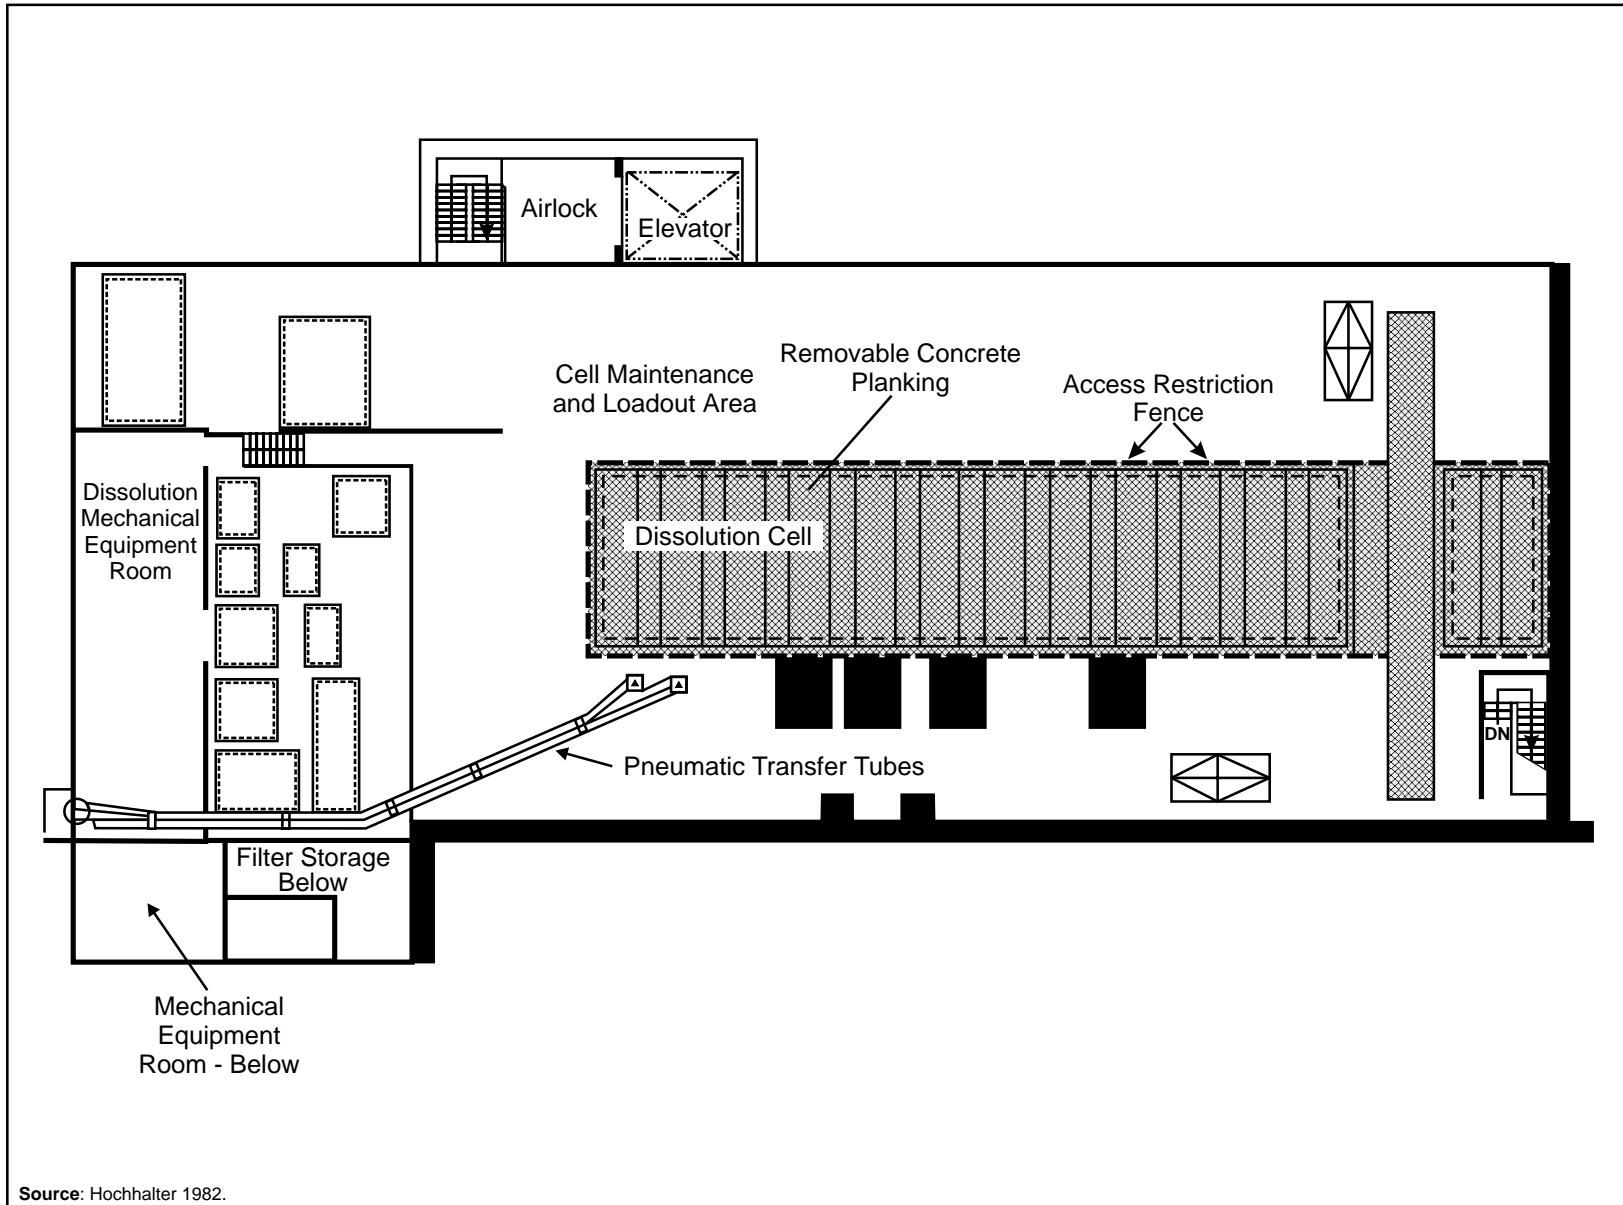 Airlock
Elevator
Removable Concrete
Planking
Cell Maintenance
and Loadout Area
Access Restriction
Fence
Dissolution
Mechanical
Equipment
Room
Dissolution Cell
DN
Pneumatic Transfer Tubes
Filter Storage
Below
Mechanical
Equipment
Room - Below
Source: Hochhalter 1982.